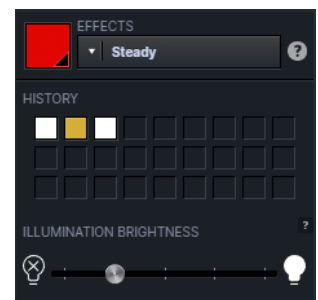 EFFECTS
Steady
?
HISTORY
?
ILLUMINATION BRIGHTNESS